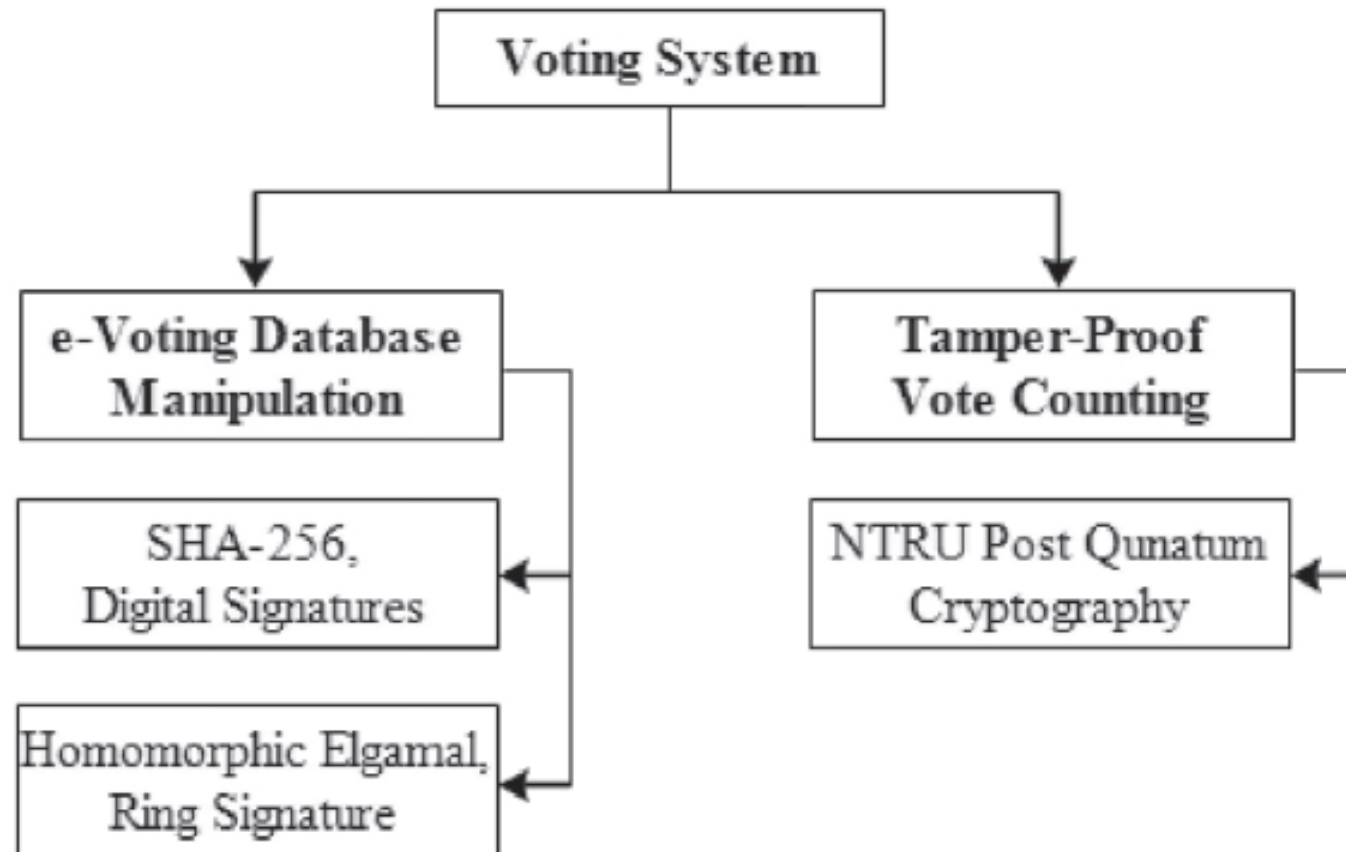 Voting System
e-Voting Database
Manipulation
SHA-256,
Digital Signatures
Homomorphic Elgamal,
Ring Signature
Tamper-Proof
Vote Counting
NTRU Post Qunatum
Cryptography